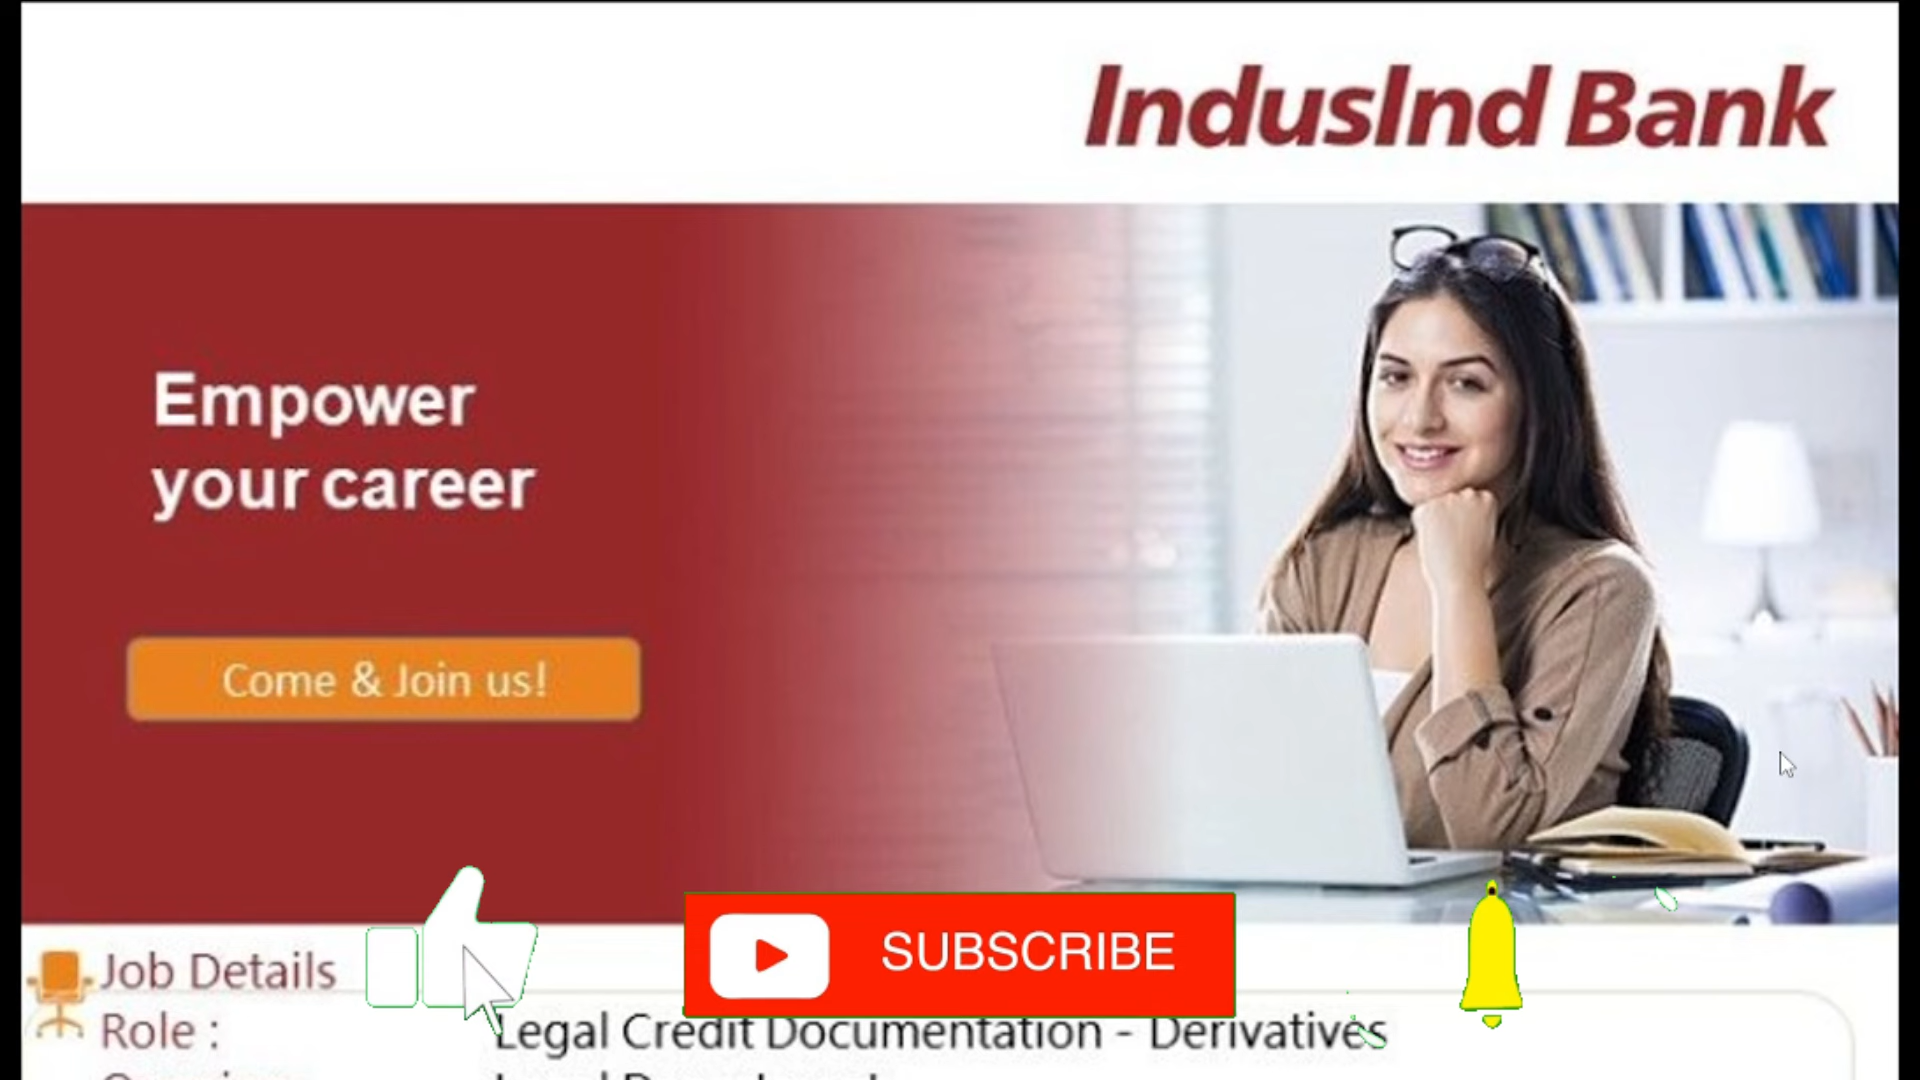 IndusInd Bank
Empower
your career
Come & Join us!
Job Details
SUBSCRIBE
Role : Legal Credit Documentation - Derivatives